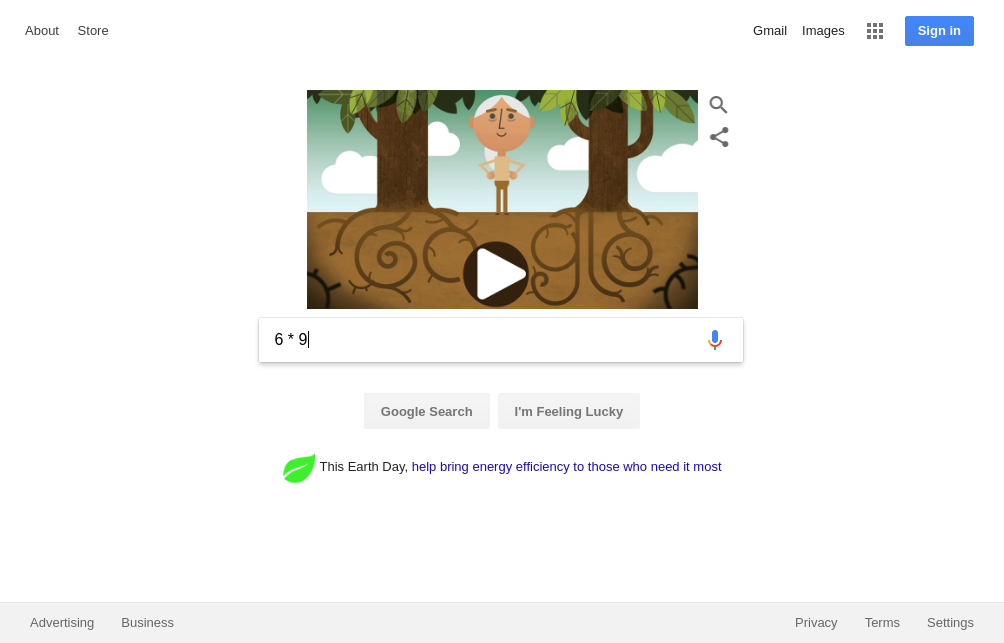 About Store Gmail Images Sign in
6 * 9
Google Search I'm Feeling Lucky
This Earth Day, help bring energy efficiency to those who need it most
Advertising Business Privacy Terms Settings